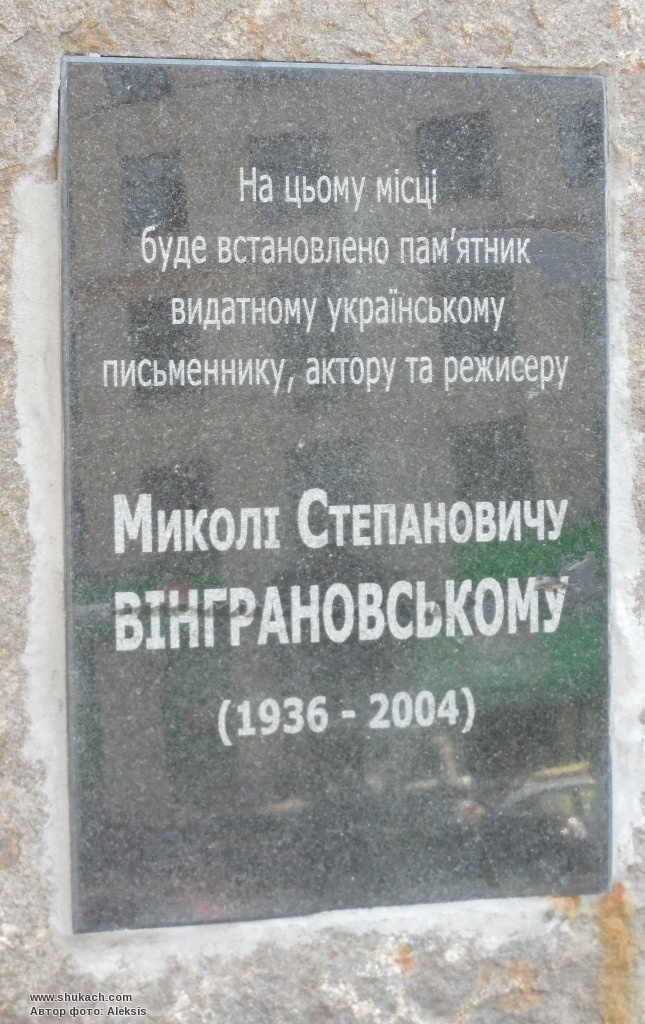 На цьому місці
буде встановлено пам'ятник
видатному українському
письменнику, актору та режисеру
Миколі Степановичу
ВІНГРАНОВСЬКОМУ
(1936 - 2004)
www.shukach.com
Автор фото: Aleksis